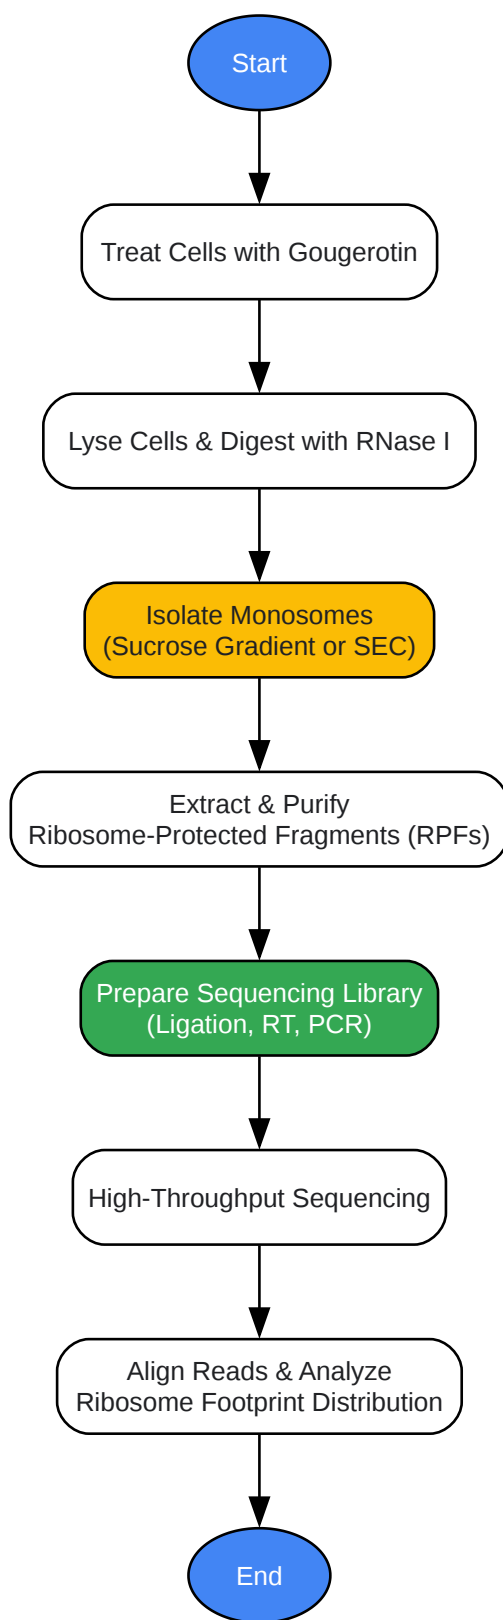 Start
Treat Cells with Gougerotin
Lyse Cells & Digest with RNase I
Isolate Monosomes
(Sucrose Gradient or SEC)
Extract & Purify
Ribosome-Protected Fragments (RPFs)
Prepare Sequencing Library
(Ligation, RT, PCR)
High-Throughput Sequencing
Align Reads & Analyze
Ribosome Footprint Distribution
End